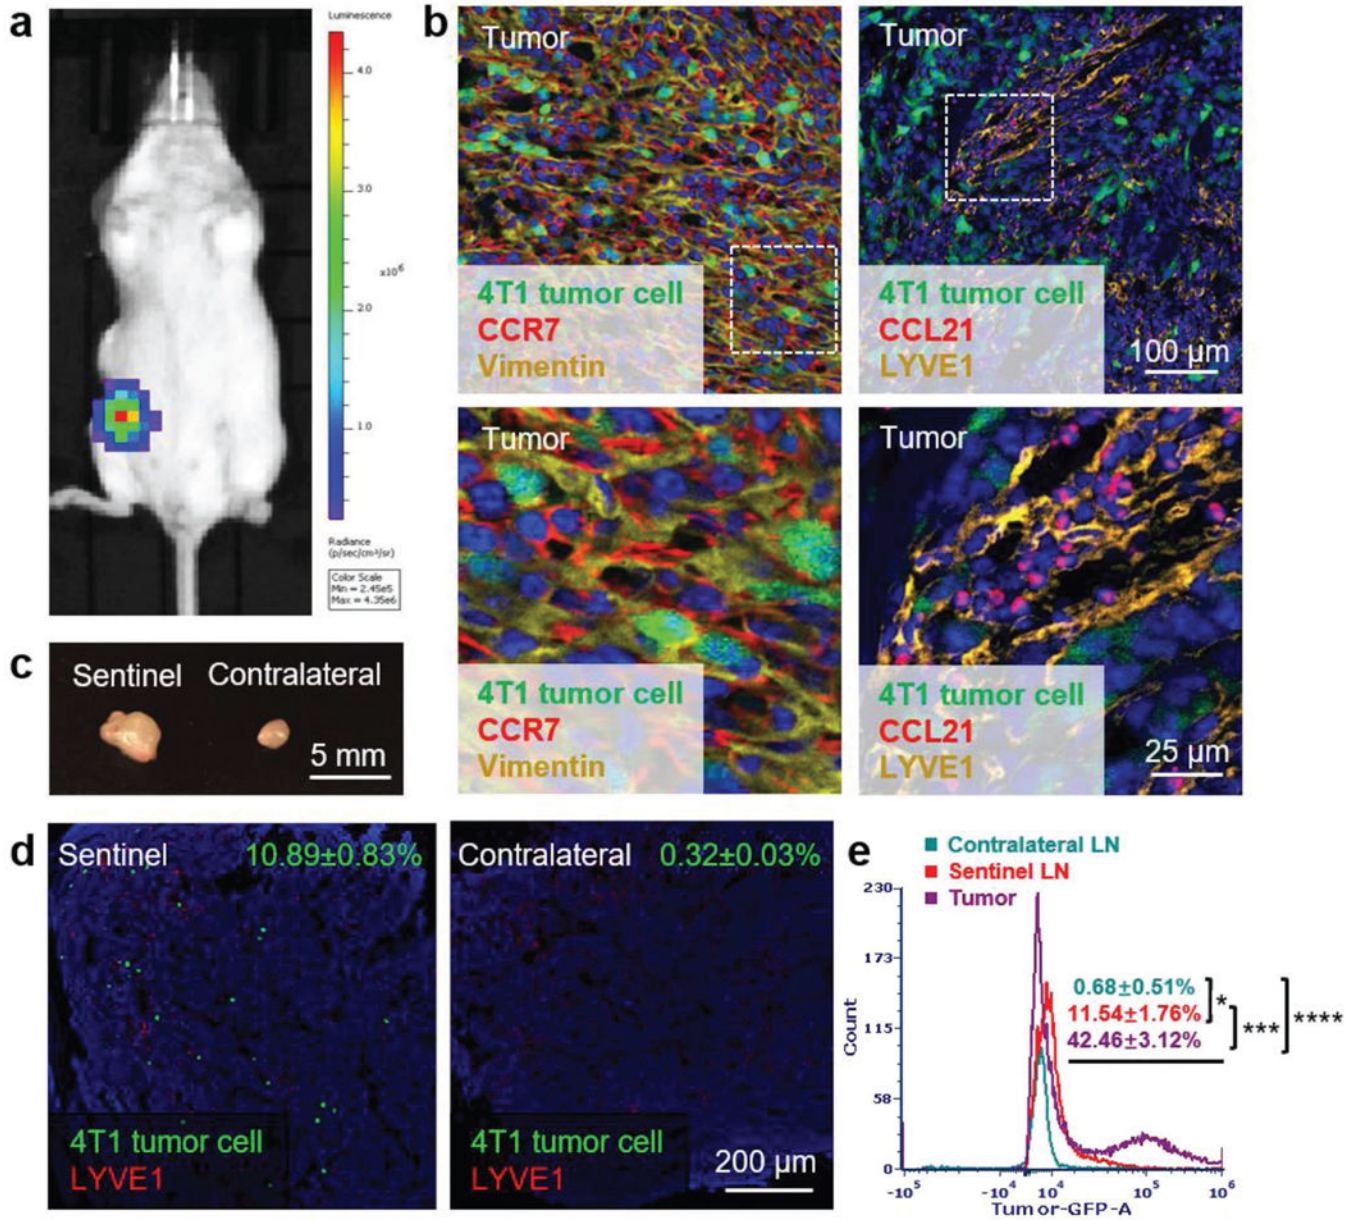 a
Luminescence
4.0
3.0
x10⁶
2.0
1.0
Radiance
(p/sec/cm²/sr)
Color Scale
Min = 2.45e5
Max = 4.35e6
b
Tumor
4T1 tumor cell
CCR7
Vimentin
Tumor
4T1 tumor cell
CCL21
LYVE1
100 µm
Tumor
4T1 tumor cell
CCR7
Vimentin
Tumor
4T1 tumor cell
CCL21
LYVE1
25 µm
c
Sentinel Contralateral
5 mm
d
Sentinel 10.89±0.83%
4T1 tumor cell
LYVE1
Contralateral 0.32±0.03%
4T1 tumor cell
LYVE1
200 µm
e
Contralateral LN
Sentinel LN
Tumor
230
173
115
58
0
Count
0.68±0.51%
11.54±1.76%
42.46±3.12%
*
***
****
-10⁵ -10⁴ 10⁴ 10⁵ 10⁶
Tumor-GFP-A